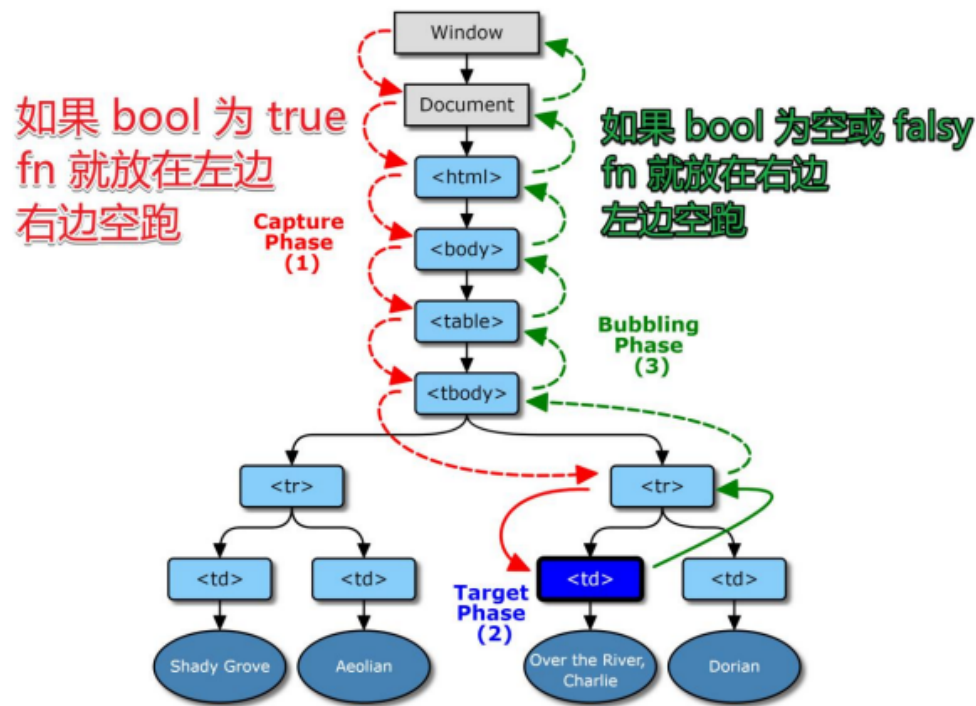 Window
Document
如果 bool 为 true
fn 就放在左边
右边空跑
如果 bool 为空或 falsy
fn 就放在右边
左边空跑
<html>
Capture
Phase
(1)
<body>
<table>
Bubbling
Phase
(3)
<tbody>
<tr>
<tr>
<td>
<td>
Target
Phase
(2)
<td>
<td>
Shady Grove
Aeolian
Over the River,
Charlie
Dorian